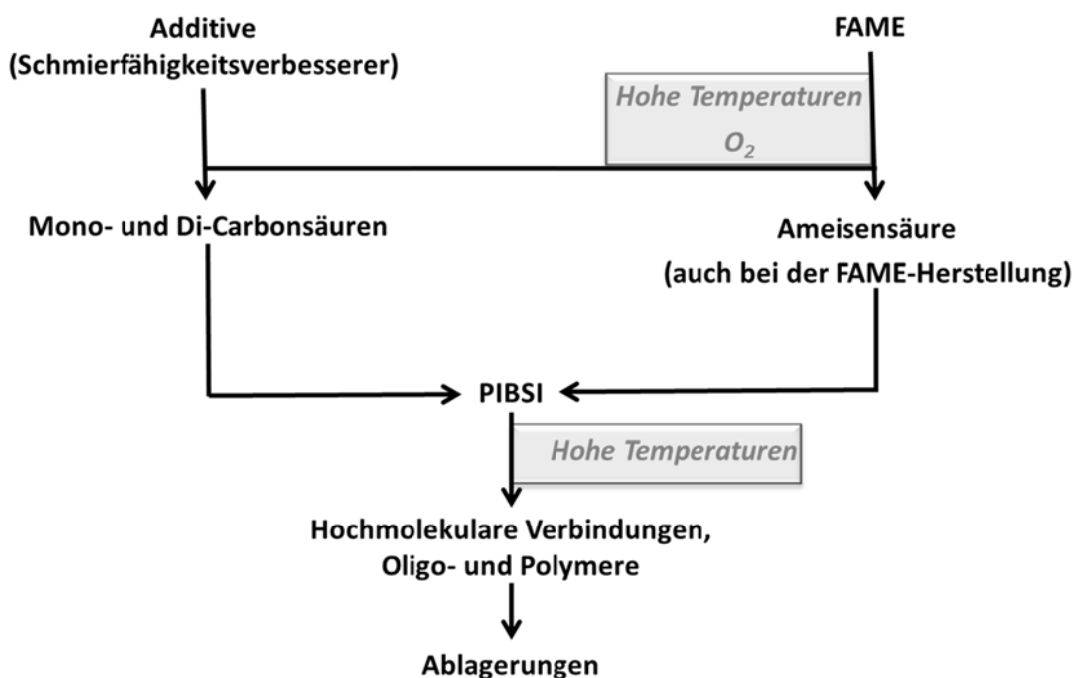 Additive
(Schmierfähigkeitsverbesserer)
FAME
Hohe Temperaturen
O2
Mono- und Di-Carbonsäuren
Ameisensäure
(auch bei der FAME-Herstellung)
PIBSI
Hohe Temperaturen
Hochmolekulare Verbindungen,
Oligo- und Polymere
Ablagerungen